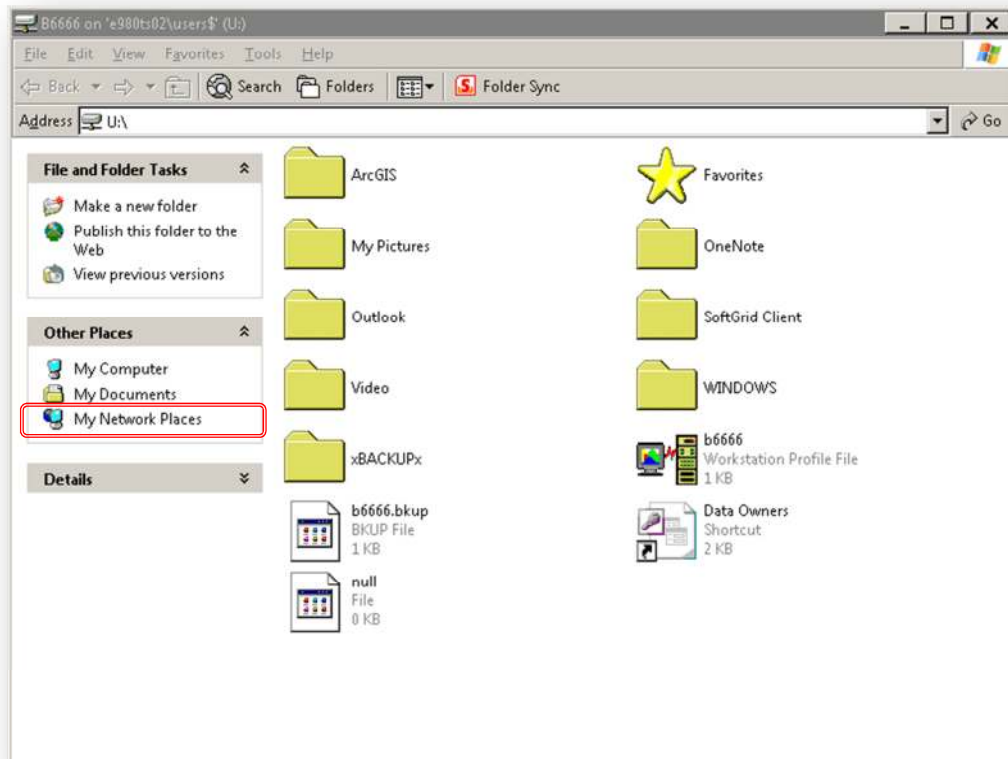 B6666 on 'e980ts02\users$' (U:)
File Edit View Favorites Tools Help
Back Search Folders Folder Sync
Address U:\ Go
File and Folder Tasks
Make a new folder
Publish this folder to the
Web
View previous versions
Other Places
My Computer
My Documents
My Network Places
Details
ArcGIS
Favorites
My Pictures
OneNote
Outlook
SoftGrid Client
Video
WINDOWS
xBACKUPx
b6666
Workstation Profile File
1 KB
b6666.bkup
BKUP File
1 KB
Data Owners
Shortcut
2 KB
null
File
0 KB